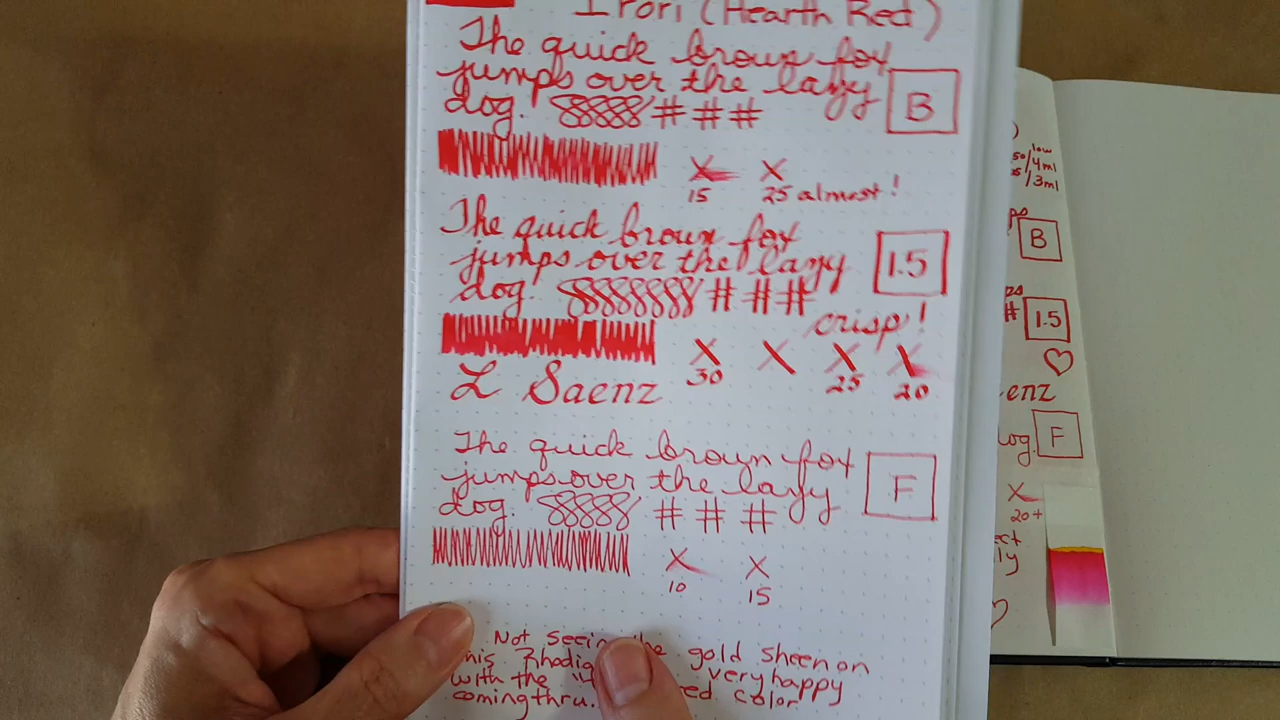 Irori (Hearth Red)
The quick brown fox
jumps over the lazy
dog. # # #
B
X X
15 25 almost!
The quick brown fox
jumps over the lazy
dog. # # #
1.5
crisp!
X X X X
30 25 20
L Saenz
The quick brown fox
jumps over the lazy
dog. # # #
F
X X
10 15
Not the gold sheen on
with the very happy
color
coming thru.
low
/4ml
/3ml
B
# 1.5
enz
F
X
20+